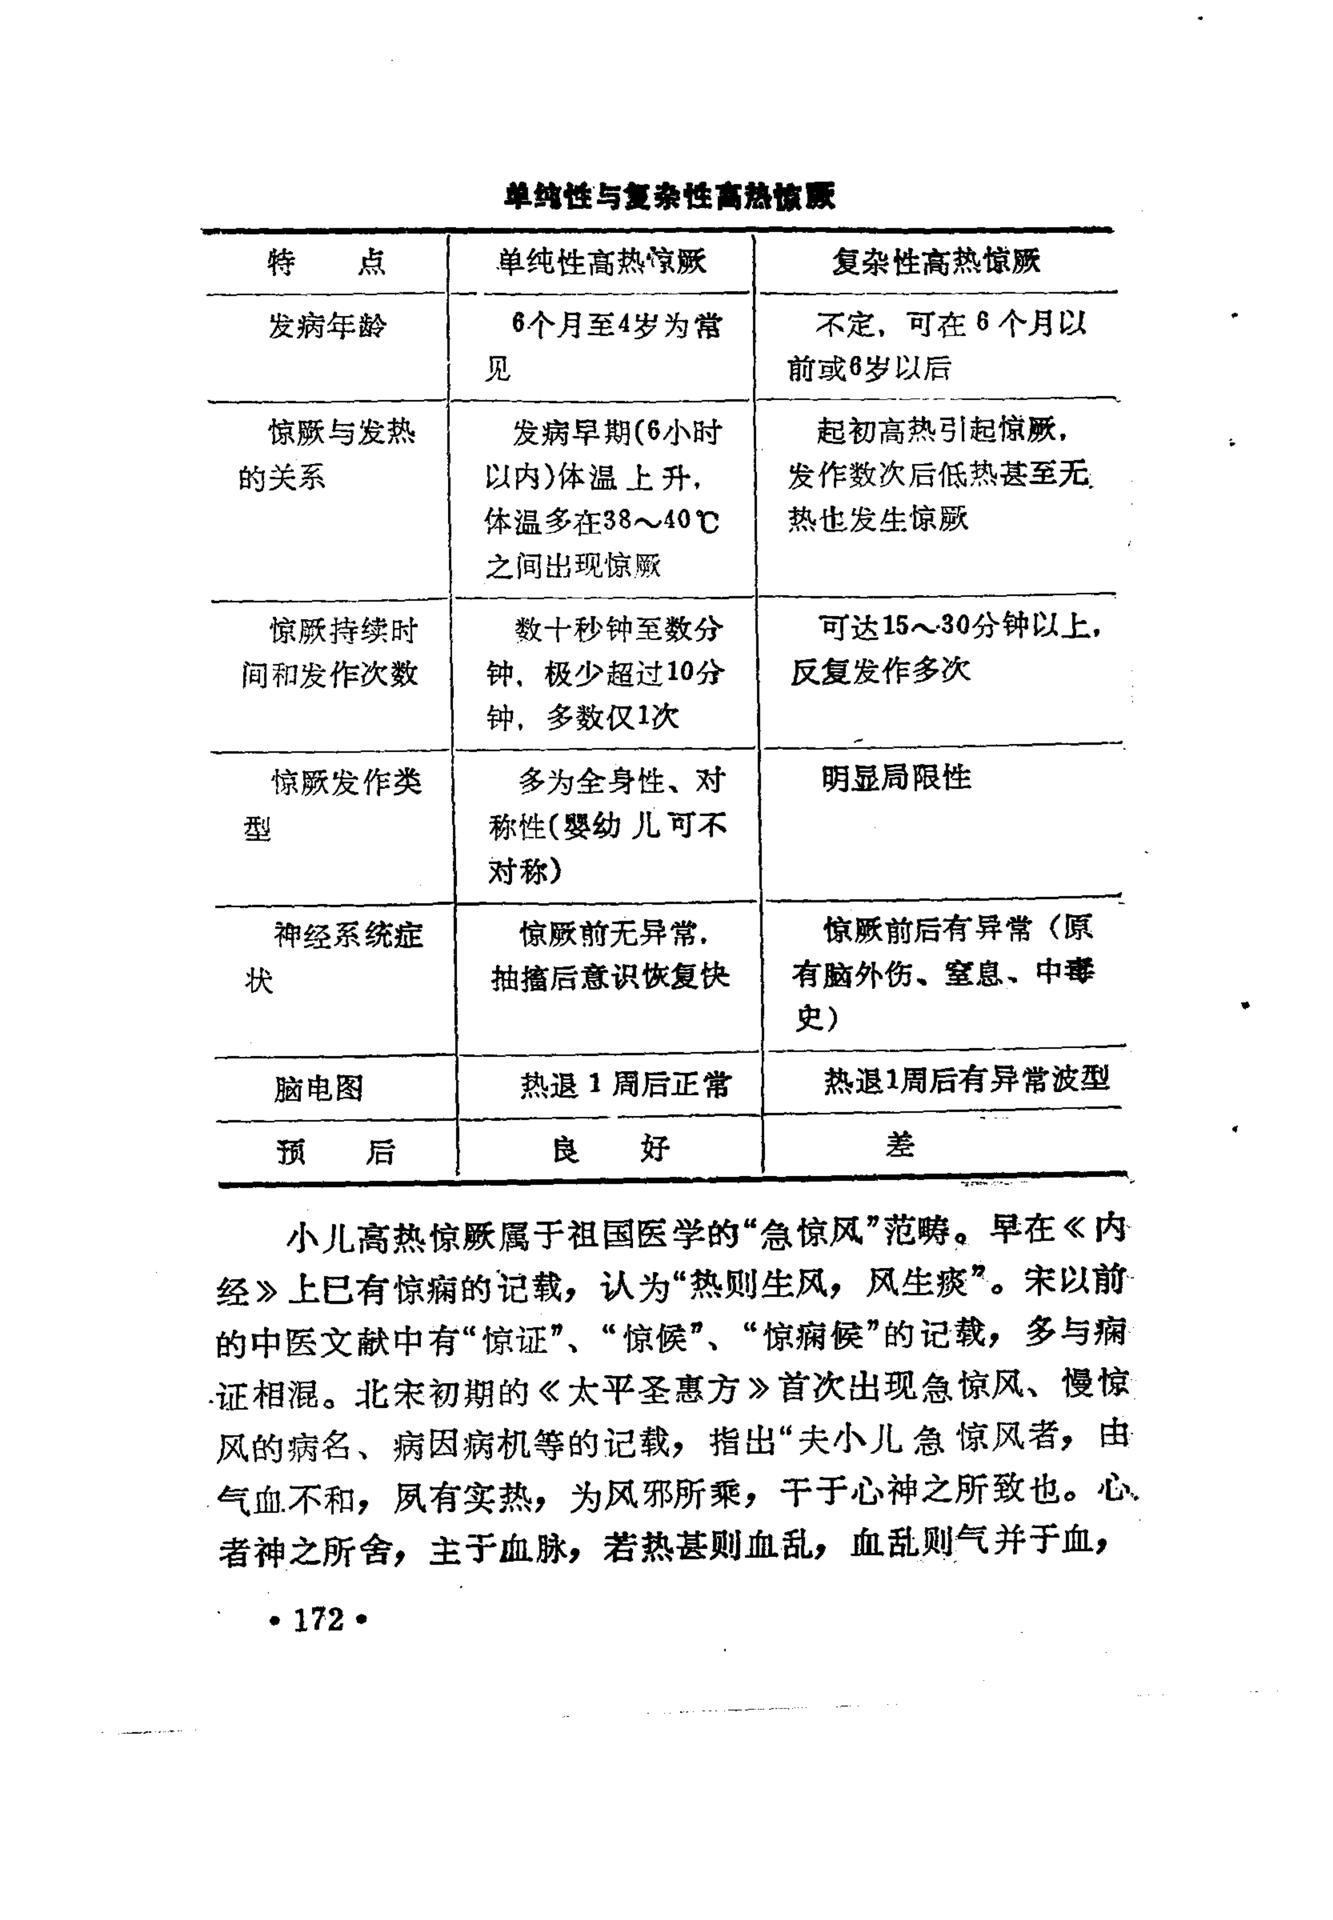 单纯性与复杂性高热惊厥
特 点 单纯性高热惊厥 复杂性高热惊厥
发病年龄 6个月至4岁为常 不定，可在6个月以
见 前或6岁以后
惊厥与发热 发病早期(6小时 起初高热引起惊厥，
的关系 以内)体温上升， 发作数次后低热甚至无
体温多在38～40℃ 热也发生惊厥
之间出现惊厥
惊厥持续时 数十秒钟至数分 可达15～30分钟以上，
间和发作次数 钟，极少超过10分 反复发作多次
钟，多数仅1次
惊厥发作类 多为全身性、对 明显局限性
型 称性(婴幼儿可不
对称)
神经系统症 惊厥前无异常， 惊厥前后有异常（原
状 抽搐后意识恢复快 有脑外伤、窒息、中毒
史）
脑电图 热退1周后正常 热退1周后有异常波型
预 后 良 好 差
小儿高热惊厥属于祖国医学的“急惊风”范畴。早在《内
经》上已有惊痫的记载，认为“热则生风，风生痰”。宋以前
的中医文献中有“惊证”、“惊候”、“惊痫候”的记载，多与痫
证相混。北宋初期的《太平圣惠方》首次出现急惊风、慢惊
风的病名、病因病机等的记载，指出“夫小儿急惊风者，由
气血不和，夙有实热，为风邪所乘，干于心神之所致也。心
者神之所舍，主于血脉，若热甚则血乱，血乱则气并于血，
•172•